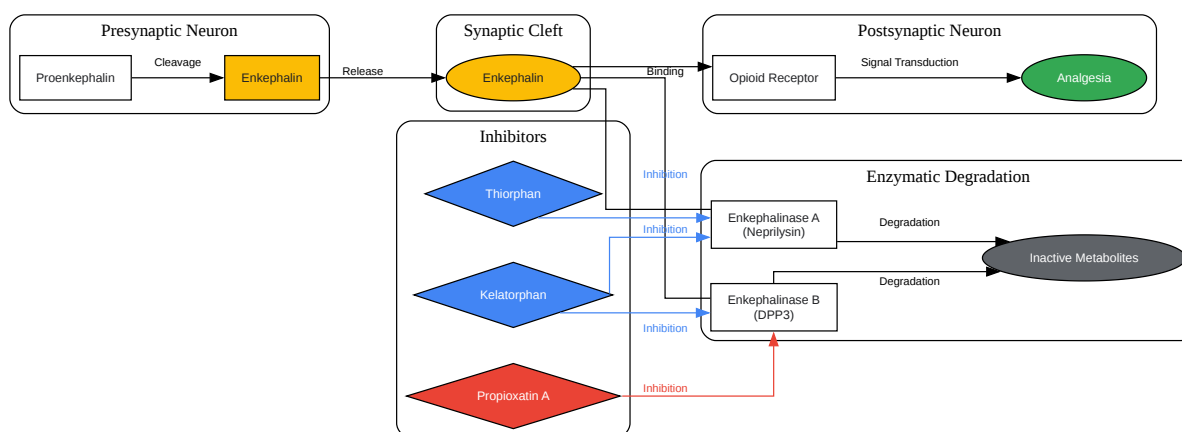 Presynaptic Neuron
Proenkephalin
Cleavage
Enkephalin
Release
Synaptic Cleft
Enkephalin
Binding
Postsynaptic Neuron
Opioid Receptor
Signal Transduction
Analgesia
Inhibitors
Thiorphan
Inhibition
Inhibition
Kelatorphan
Inhibition
Propioxatin A
Inhibition
Enzymatic Degradation
Enkephalinase A
(Neprilysin)
Degradation
Enkephalinase B
(DPP3)
Degradation
Inactive Metabolites